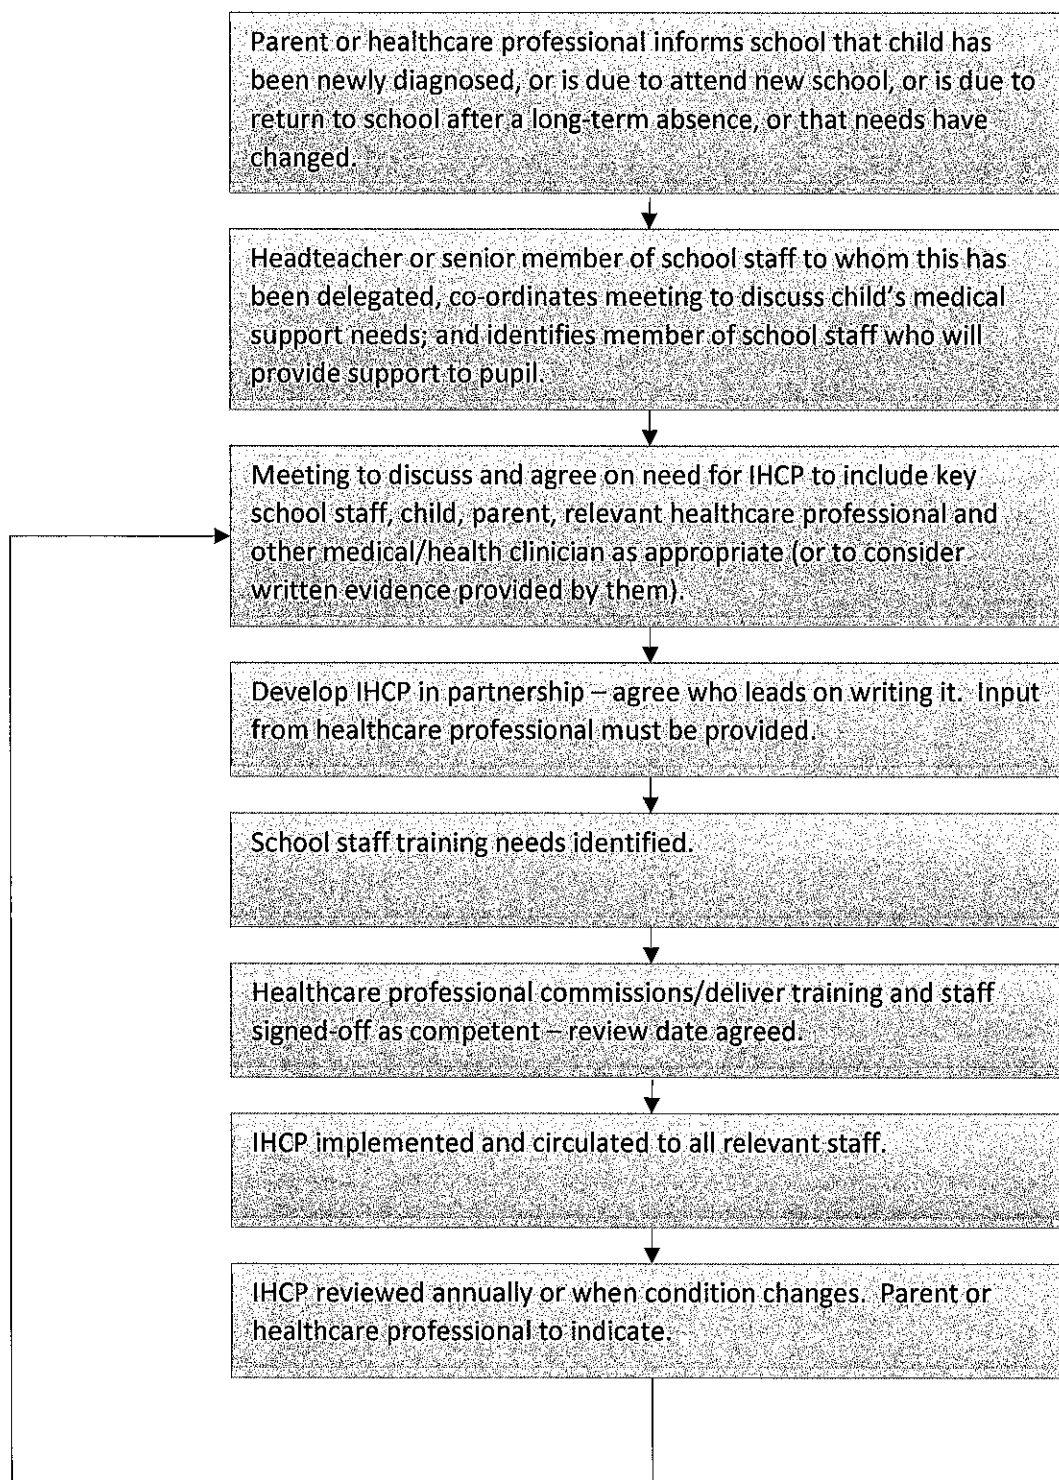 Parent or healthcare professional informs school that child has
been newly diagnosed, or is due to attend new school, or is due to
return to school after a long-term absence, or that needs have
changed.
Headteacher or senior member of school staff to whom this has
been delegated, co-ordinates meeting to discuss child's medical
support needs; and identifies member of school staff who will
provide support to pupil.
Meeting to discuss and agree on need for IHCP to include key
school staff, child, parent, relevant healthcare professional and
other medical/health clinician as appropriate (or to consider
written evidence provided by them).
Develop IHCP in partnership – agree who leads on writing it. Input
from healthcare professional must be provided.
School staff training needs identified.
Healthcare professional commissions/deliver training and staff
signed-off as competent – review date agreed.
IHCP implemented and circulated to all relevant staff.
IHCP reviewed annually or when condition changes. Parent or
healthcare professional to indicate.